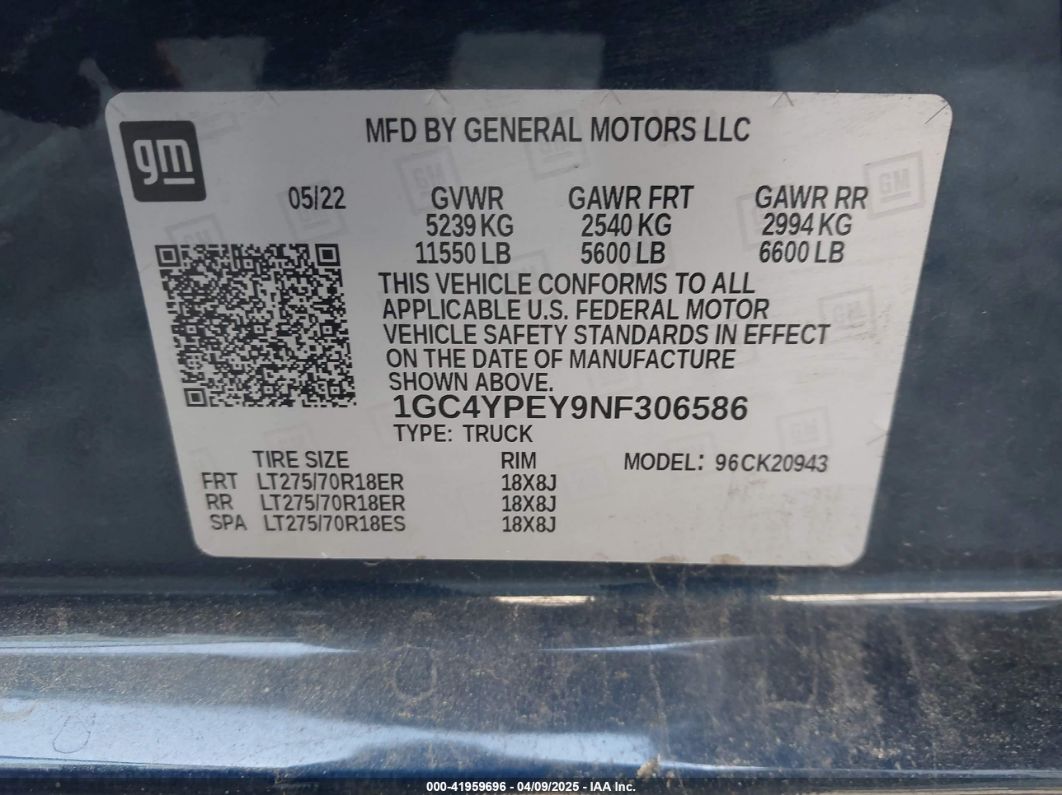 gm
MFD BY GENERAL MOTORS LLC
05/22 GVWR GAWR FRT GAWR RR
5239 KG 2540 KG 2994 KG
11550 LB 5600 LB 6600 LB
THIS VEHICLE CONFORMS TO ALL
APPLICABLE U.S. FEDERAL MOTOR
VEHICLE SAFETY STANDARDS IN EFFECT
ON THE DATE OF MANUFACTURE
SHOWN ABOVE.
1GC4YPEY9NF306586
TYPE: TRUCK
TIRE SIZE RIM MODEL: 96CK20943
FRT LT275/70R18ER 18X8J
RR LT275/70R18ER 18X8J
SPA LT275/70R18ES 18X8J
000-41959696 - 04/09/2025 - IAA Inc.